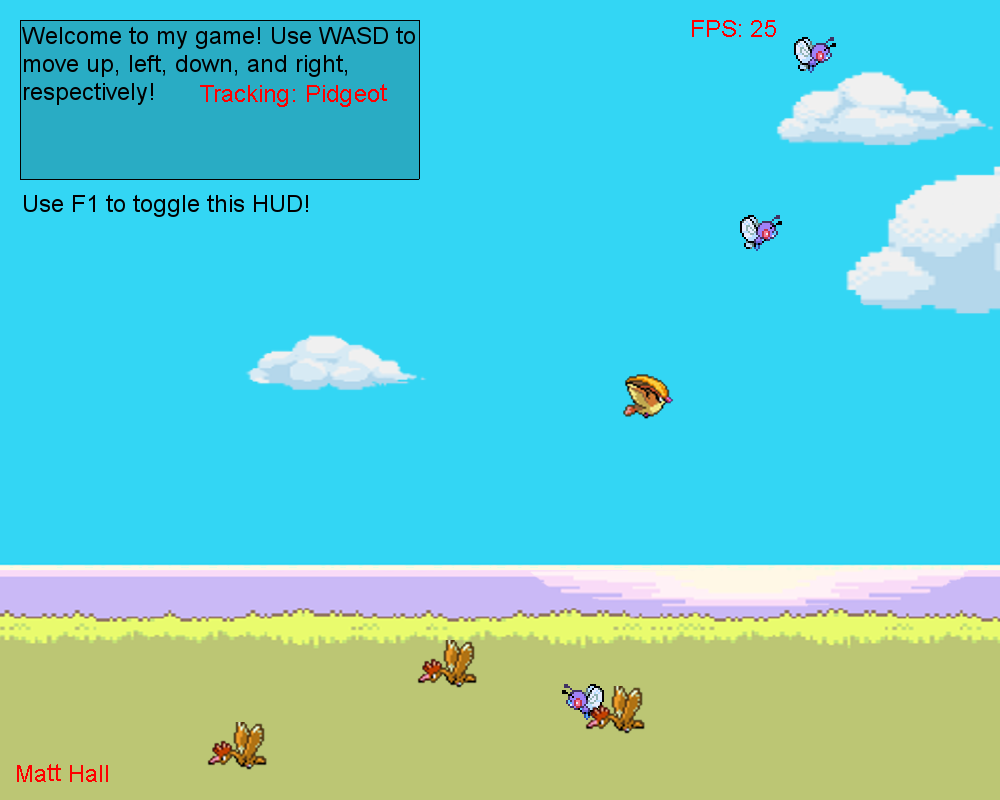 FPS: 25
Welcome to my game! Use WASD to
move up, left, down, and right,
respectively!
Tracking: Pidgeot
Use F1 to toggle this HUD!
Matt Hall